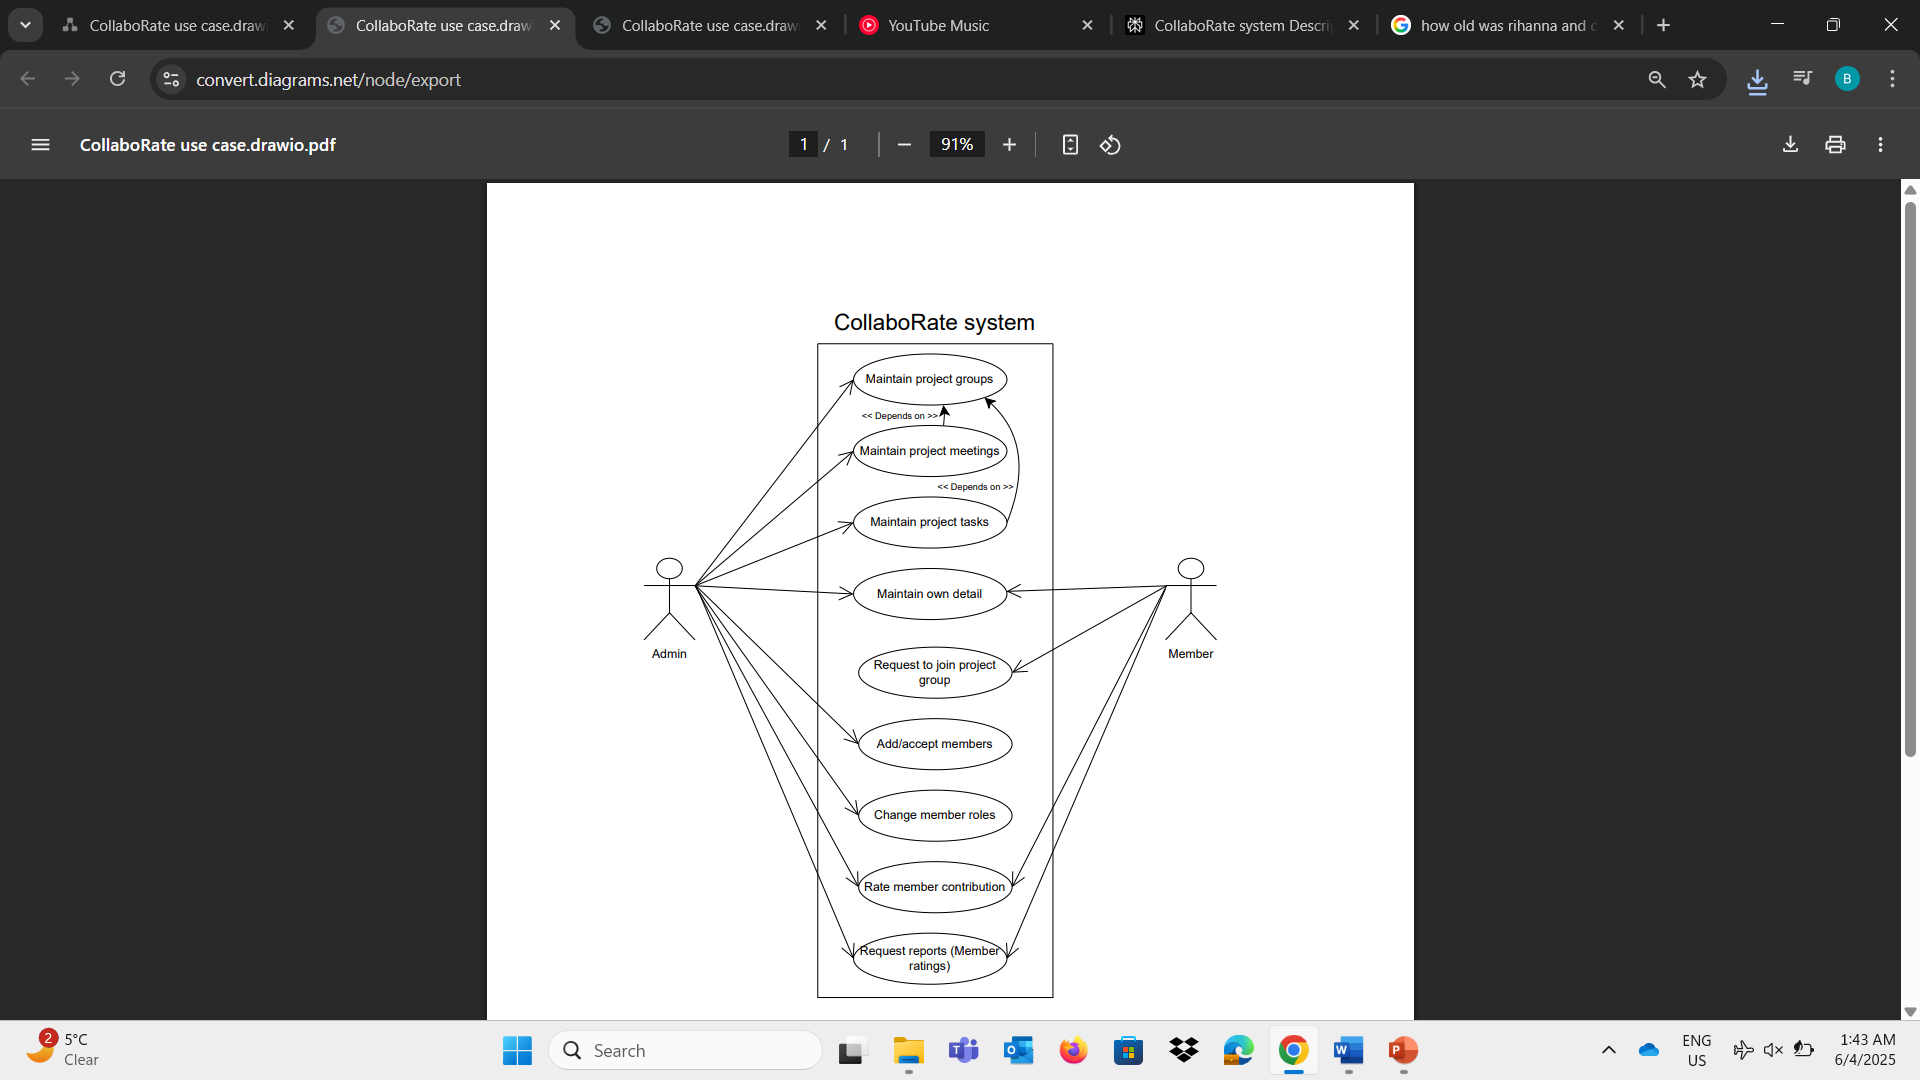 CollaboRate use case.draw
CollaboRate use case.draw
CollaboRate use case.draw
YouTube Music
CollaboRate system Descri
how old was rihanna and c
convert.diagrams.net/node/export
B
CollaboRate use case.drawio.pdf
1 / 1
91%
CollaboRate system
Maintain project groups
<< Depends on >>
Maintain project meetings
<< Depends on >>
Maintain project tasks
Maintain own detail
Admin
Member
Request to join project
group
Add/accept members
Change member roles
Rate member contribution
Request reports (Member
ratings)
2
5°C
Clear
Search
ENG
US
1:43 AM
6/4/2025